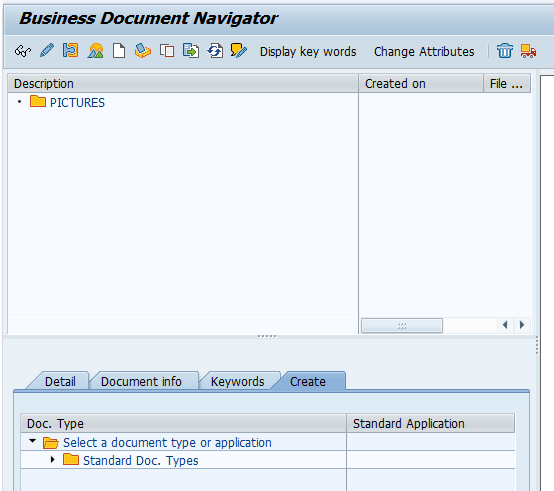 Business Document Navigator
Display key words Change Attributes
Description Created on File ...
PICTURES
Detail Document info Keywords Create
Doc. Type Standard Application
Select a document type or application
Standard Doc. Types